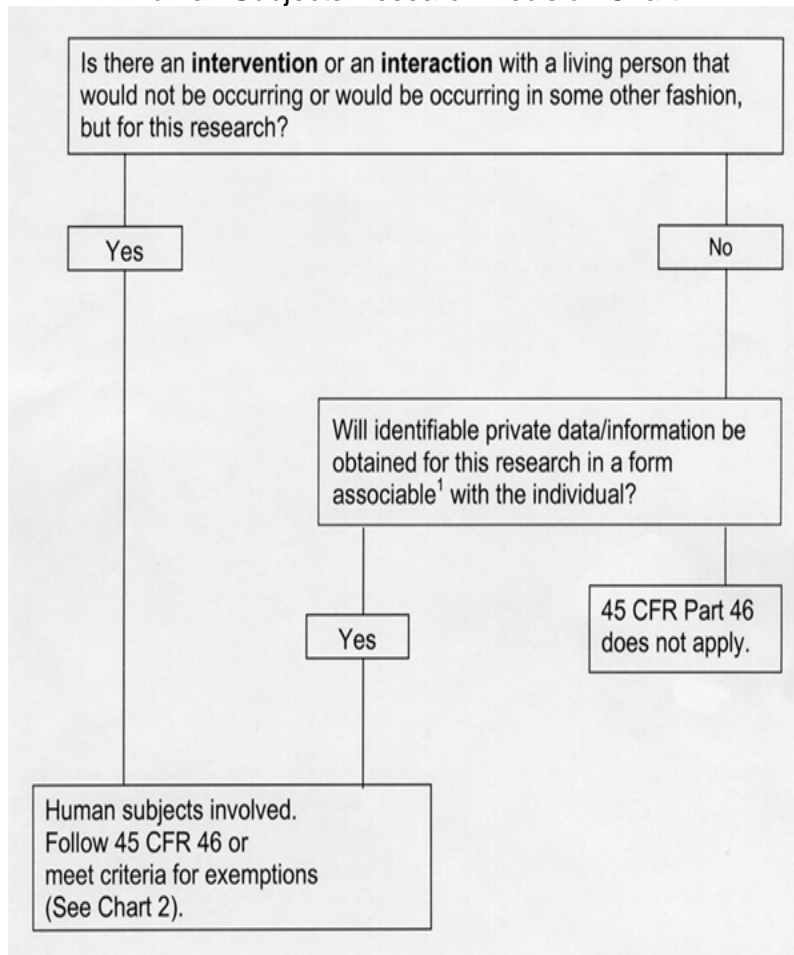 Subjects Research Chart
Is there an intervention or an interaction with a living person that
would not be occurring or would be occurring in some other fashion,
but for this research?
Yes
No
Will identifiable private data/information be
obtained for this research in a form
associable¹ with the individual?
Yes
45 CFR Part 46
does not apply.
Human subjects involved.
Follow 45 CFR 46 or
meet criteria for exemptions
(See Chart 2).